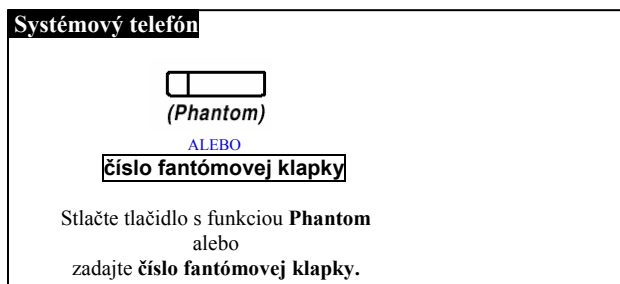 Systémový telefón
(Phantom)
ALEBO
číslo fantómovej klapky
Stlačte tlačidlo s funkciou Phantom
alebo
zadajte číslo fantómovej klapky.